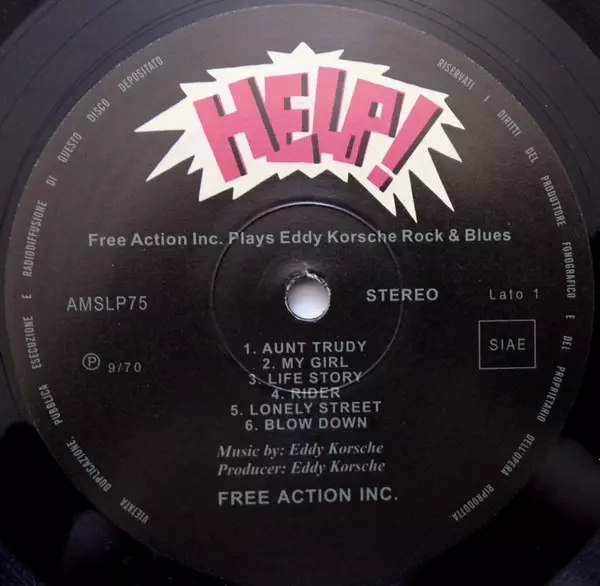 HELP!
Free Action Inc. Plays Eddy Korsche Rock & Blues
AMSLP75
STEREO
Lato 1
℗ 9/70
SIAE
1. AUNT TRUDY
2. MY GIRL
3. LIFE STORY
4. RIDER
5. LONELY STREET
6. BLOW DOWN
Music by: Eddy Korsche
Producer: Eddy Korsche
FREE ACTION INC.
RISERVATI I DIRITTI DEL PRODUTTORE FONOGRAFICO E DEL PROPRIETARIO DELL'OPERA RIPRODOTTA
VIETATA DUPLICAZIONE, PUBBLICA ESECUZIONE E RADIODIFFUSIONE DI QUESTO DISCO DEPOSITATO